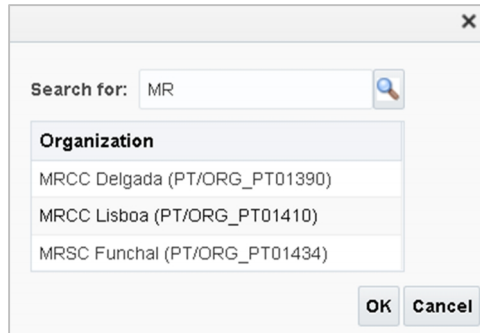 Search for: MR
Organization
MRCC Delgada (PT/ORG_PT01390)
MRCC Lisboa (PT/ORG_PT01410)
MRSC Funchal (PT/ORG_PT01434)
OK Cancel